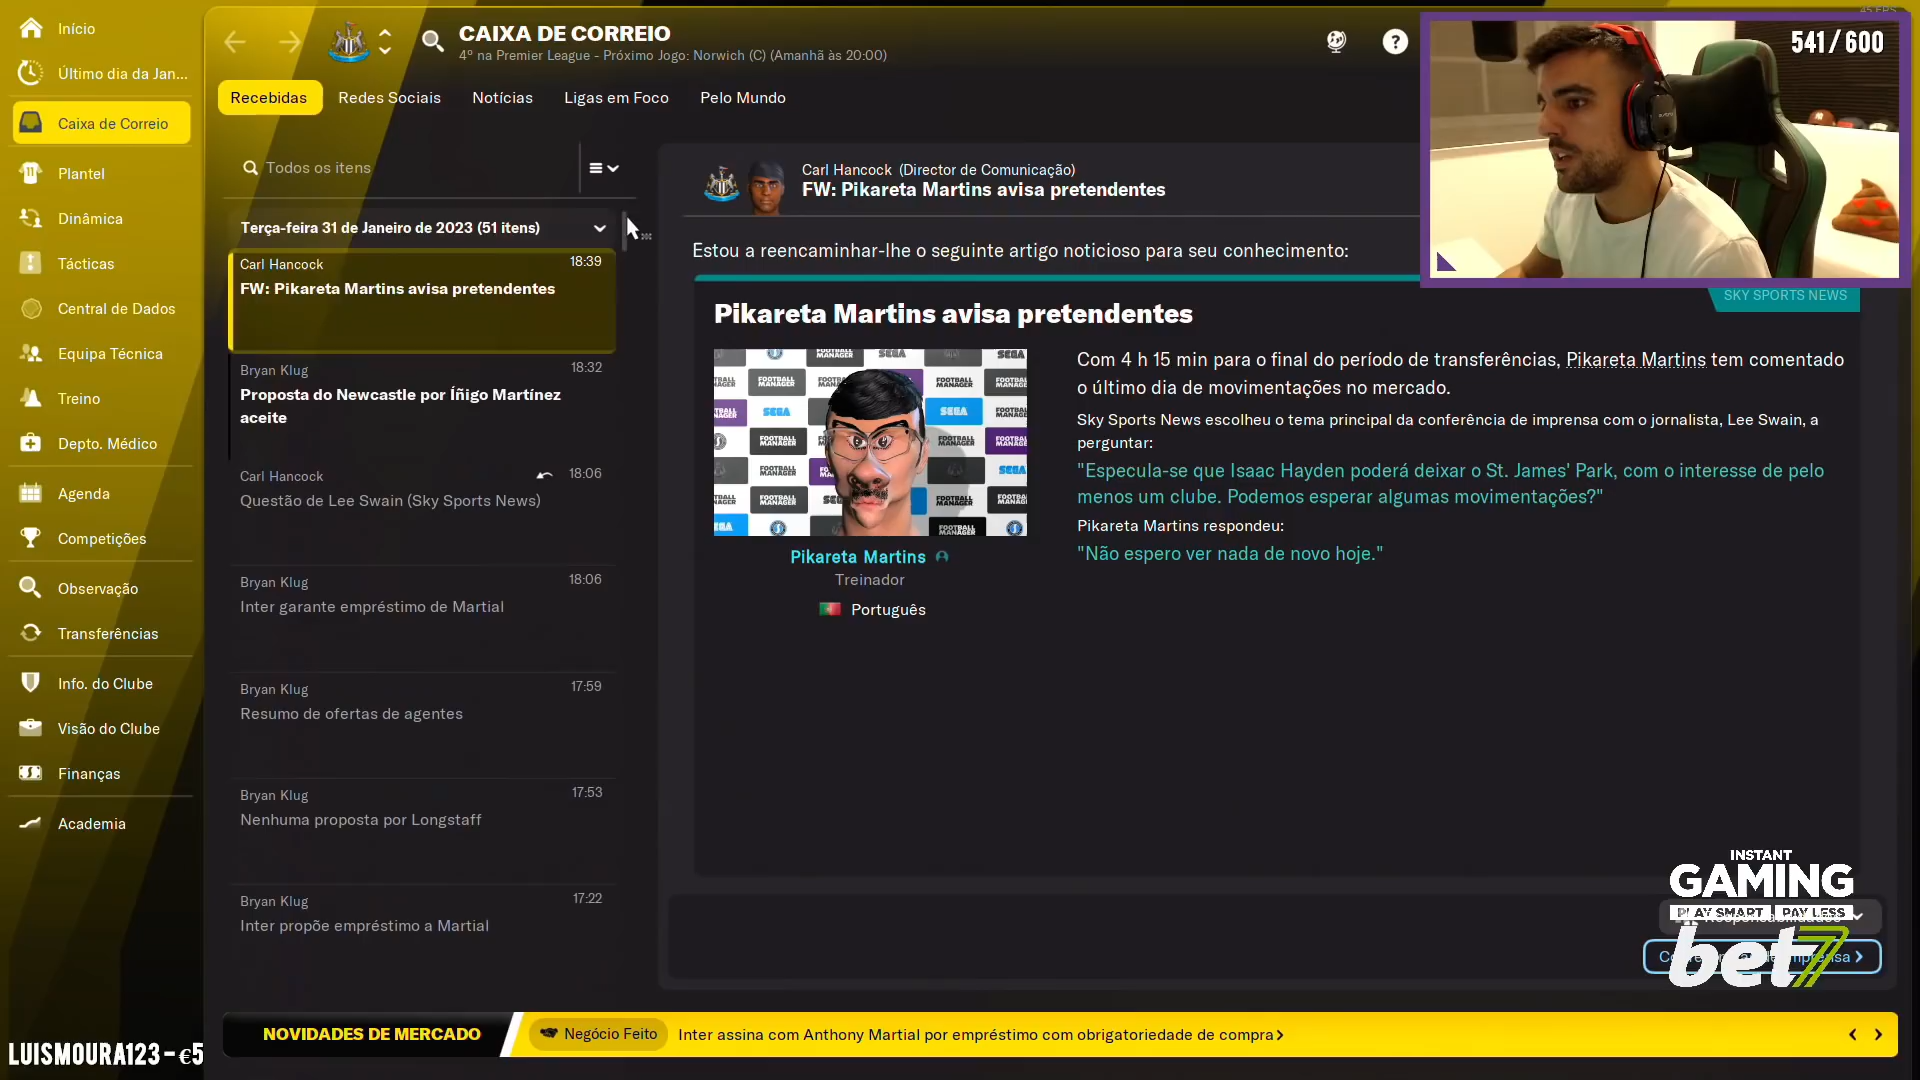 Início
Último dia da Jan...
Caixa de Correio
Plantel
Dinâmica
Tácticas
Central de Dados
Equipa Técnica
Treino
Depto. Médico
Agenda
Competições
Observação
Transferências
Info. do Clube
Visão do Clube
Finanças
Academia
LUISMOURA123 - €5
CAIXA DE CORREIO
4º na Premier League - Próximo Jogo: Norwich (C) (Amanhã às 20:00)
Recebidas
Redes Sociais
Notícias
Ligas em Foco
Pelo Mundo
Todos os itens
Terça-feira 31 de Janeiro de 2023 (51 itens)
Carl Hancock
18:39
FW: Pikareta Martins avisa pretendentes
Bryan Klug
18:32
Proposta do Newcastle por Íñigo Martínez
aceite
Carl Hancock
18:06
Questão de Lee Swain (Sky Sports News)
Bryan Klug
18:06
Inter garante empréstimo de Martial
Bryan Klug
17:59
Resumo de ofertas de agentes
Bryan Klug
17:53
Nenhuma proposta por Longstaff
Bryan Klug
17:22
Inter propõe empréstimo a Martial
Carl Hancock (Director de Comunicação)
FW: Pikareta Martins avisa pretendentes
Estou a reencaminhar-lhe o seguinte artigo noticioso para seu conhecimento:
541/600
SKY SPORTS NEWS
Pikareta Martins avisa pretendentes
FOOTBALL MANAGER
SEGA
Pikareta Martins
Treinador
Português
Com 4 h 15 min para o final do período de transferências, Pikareta Martins tem comentado
o último dia de movimentações no mercado.
Sky Sports News escolheu o tema principal da conferência de imprensa com o jornalista, Lee Swain, a
perguntar:
"Especula-se que Isaac Hayden poderá deixar o St. James' Park, com o interesse de pelo
menos um clube. Podemos esperar algumas movimentações?"
Pikareta Martins respondeu:
"Não espero ver nada de novo hoje."
INSTANT
GAMING
PLAY SMART PAY LESS
bet7
NOVIDADES DE MERCADO
Negócio Feito
Inter assina com Anthony Martial por empréstimo com obrigatoriedade de compra